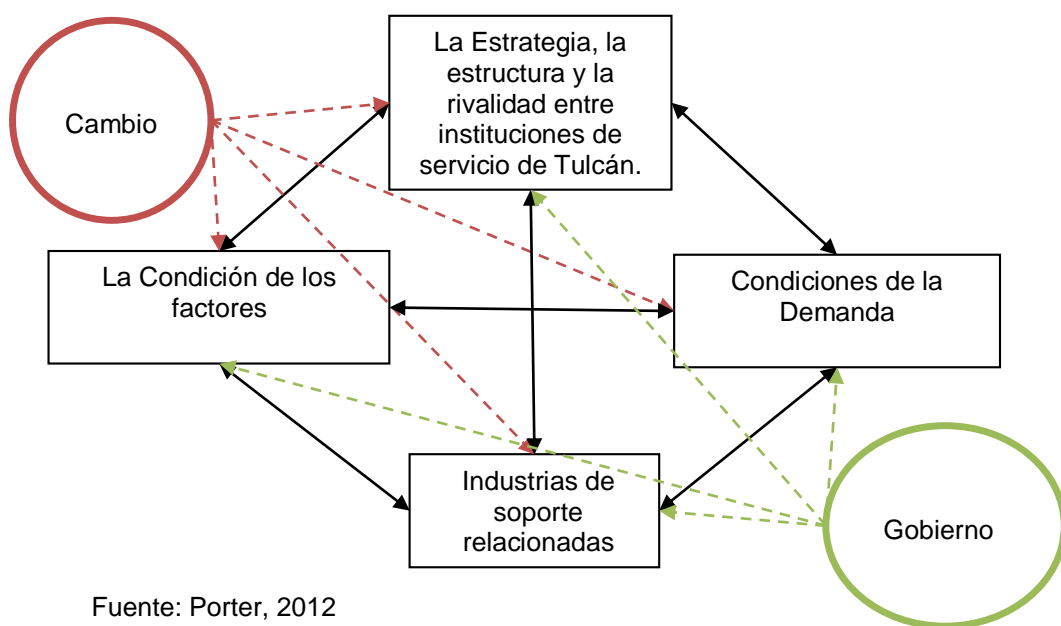 La Estrategia, la
estructura y la
rivalidad entre
instituciones de
servicio de Tulcán.
Cambio
La Condición de los
factores
Condiciones de la
Demanda
Industrias de
soporte
relacionadas
Gobierno
Fuente: Porter, 2012